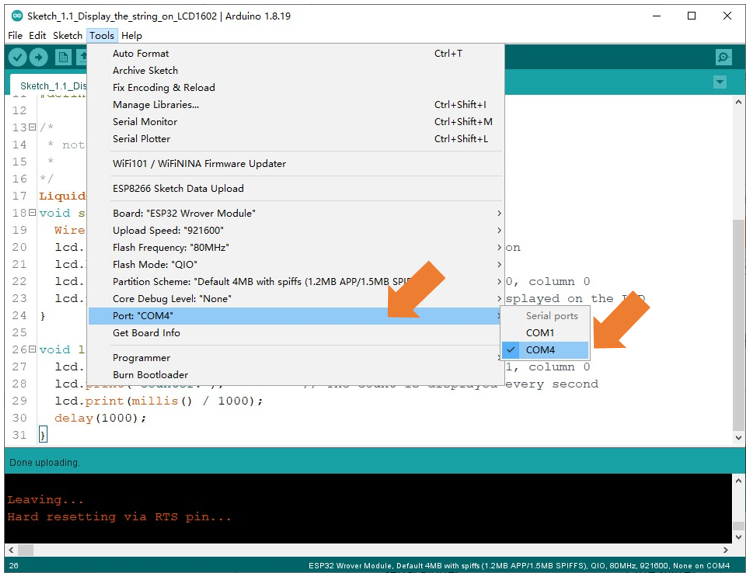 Sketch_1.1_Display_the_string_on_LCD1602 | Arduino 1.8.19
File Edit Sketch Tools Help
Sketch_1.1_Dis
Auto Format Ctrl+T
Archive Sketch
Fix Encoding & Reload
Manage Libraries... Ctrl+Shift+I
Serial Monitor Ctrl+Shift+M
Serial Plotter Ctrl+Shift+L
WiFi101 / WiFiNINA Firmware Updater
ESP8266 Sketch Data Upload
Board: "ESP32 Wrover Module"
Upload Speed: "921600"
Flash Frequency: "80MHz"
Flash Mode: "QIO"
Partition Scheme: "Default 4MB with spiffs (1.2MB APP/1.5MB SPIF
Core Debug Level: "None"
Port: "COM4"
Get Board Info
Programmer
Burn Bootloader
Serial ports
COM1
COM4
12
13 /*
14 * not
15 *
16 */
17 Liquid
18 void s
19 Wire
20 lcd. on
21 lcd.
22 lcd. 0, column 0
23 lcd. splayed on the LCD
24 }
25
26 void l
27 lcd. 1, column 0
28 lcd.print("Counter:"); // The count is displayed every second
29 lcd.print(millis() / 1000);
30 delay(1000);
31 }
Done uploading.
Leaving...
Hard resetting via RTS pin...
26 ESP32 Wrover Module, Default 4MB with spiffs (1.2MB APP/1.5MB SPIFFS), QIO, 80MHz, 921600, None on COM4